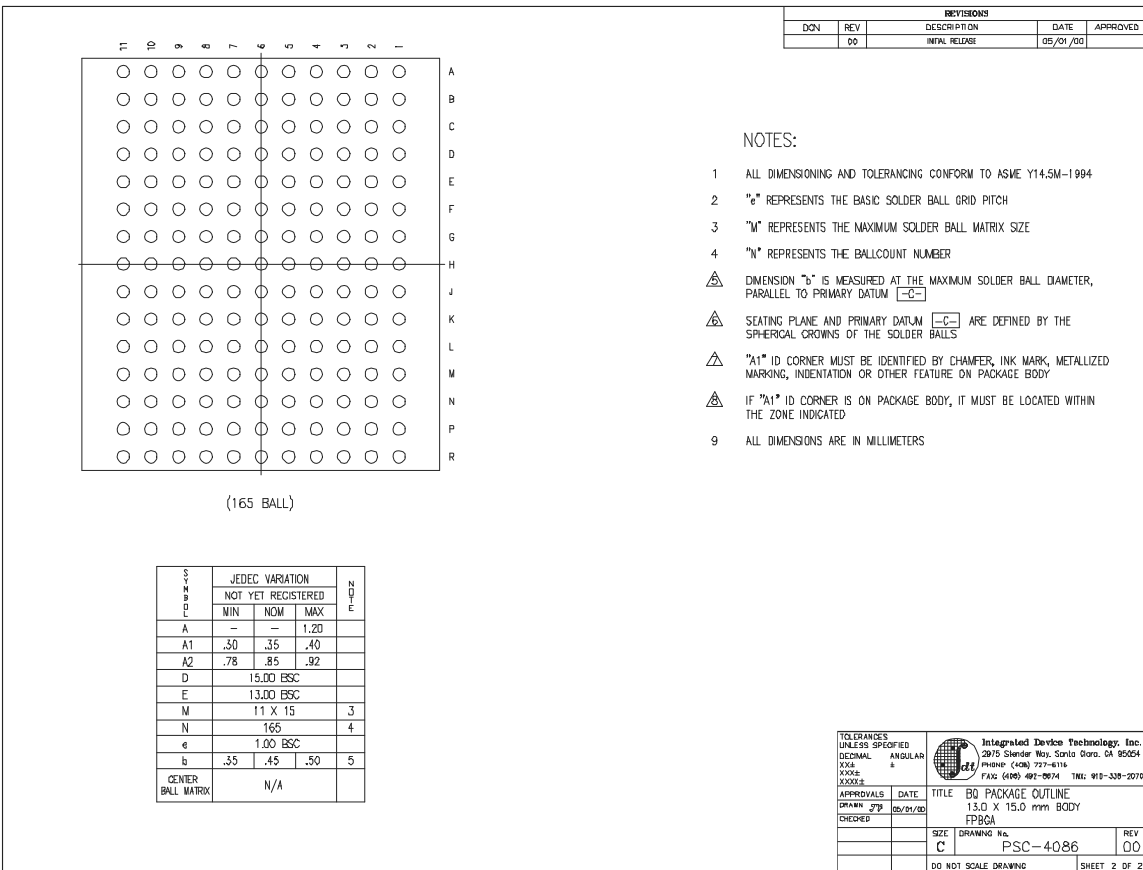 REVISIONS
DCN REV DESCRIPTION DATE APPROVED
00 INITIAL RELEASE 05/01/00
11 10 9 8 7 6 5 4 3 2 1
A
B
C
D
E
F
G
H
J
K
L
M
N
P
R
(165 BALL)
NOTES:
1 ALL DIMENSIONING AND TOLERANCING CONFORM TO ASME Y14.5M-1994
2 "e" REPRESENTS THE BASIC SOLDER BALL GRID PITCH
3 "M" REPRESENTS THE MAXIMUM SOLDER BALL MATRIX SIZE
4 "N" REPRESENTS THE BALLCOUNT NUMBER
5 DIMENSION "b" IS MEASURED AT THE MAXIMUM SOLDER BALL DIAMETER,
PARALLEL TO PRIMARY DATUM -C-
6 SEATING PLANE AND PRIMARY DATUM -C- ARE DEFINED BY THE
SPHERICAL CROWNS OF THE SOLDER BALLS
7 "A1" ID CORNER MUST BE IDENTIFIED BY CHAMFER, INK MARK, METALLIZED
MARKING, INDENTATION OR OTHER FEATURE ON PACKAGE BODY
8 IF "A1" ID CORNER IS ON PACKAGE BODY, IT MUST BE LOCATED WITHIN
THE ZONE INDICATED
9 ALL DIMENSIONS ARE IN MILLIMETERS
SYMBOL JEDEC VARIATION NOTE
NOT YET REGISTERED
MIN NOM MAX
A – – 1.20
A1 .30 .35 .40
A2 .78 .85 .92
D 15.00 BSC
E 13.00 BSC
M 11 X 15 3
N 165 4
e 1.00 BSC
b .35 .45 .50 5
CENTER
BALL MATRIX N/A
TOLERANCES
UNLESS SPECIFIED
DECIMAL ANGULAR
XX± ±
XXX±
XXXX±
idt
Integrated Device Technology, Inc.
2975 Stender Way, Santa Clara, CA 95054
PHONE: (408) 727-6116
FAX: (408) 492-8674 TWX: 910-338-2070
APPROVALS DATE
DRAWN 05/01/00
CHECKED
TITLE BQ PACKAGE OUTLINE
13.0 X 15.0 mm BODY
FPBGA
SIZE DRAWING No. REV
C PSC-4086 00
DO NOT SCALE DRAWING SHEET 2 OF 2